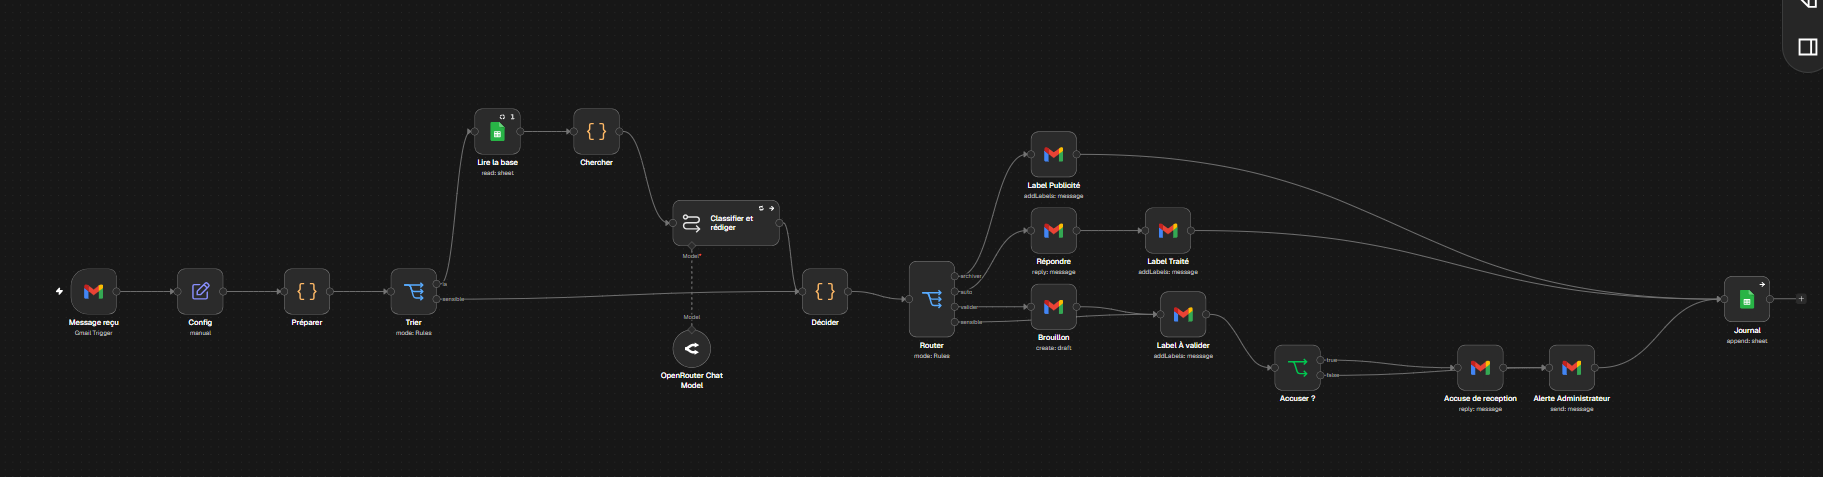 Message reçu
Gmail Trigger
Config
manual
Préparer
Trier
mode: Rules
ia
sensible
1
Lire la base
read: sheet
Chercher
Classifier et
rédiger
Model*
Model
OpenRouter Chat
Model
Décider
Router
mode: Rules
archiver
auto
valider
sensible
Label Publicité
addLabels: message
Répondre
reply: message
Label Traité
addLabels: message
Brouillon
create: draft
Label À valider
addLabels: message
Accuser ?
true
false
Accuse de reception
reply: message
Alerte Administrateur
send: message
Journal
append: sheet